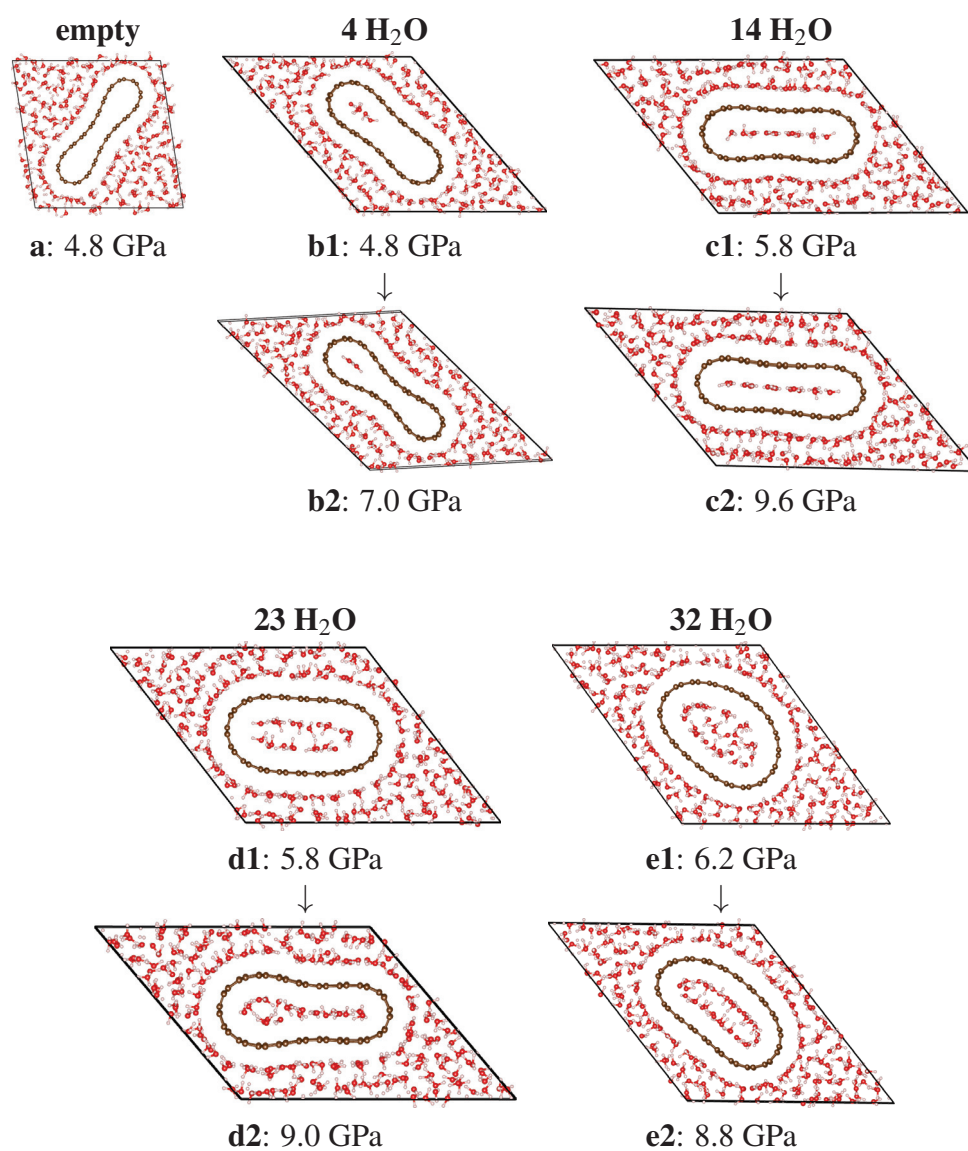 empty 4 H₂O 14 H₂O
a: 4.8 GPa b1: 4.8 GPa c1: 5.8 GPa
↓ ↓
b2: 7.0 GPa c2: 9.6 GPa
23 H₂O 32 H₂O
d1: 5.8 GPa e1: 6.2 GPa
↓ ↓
d2: 9.0 GPa e2: 8.8 GPa